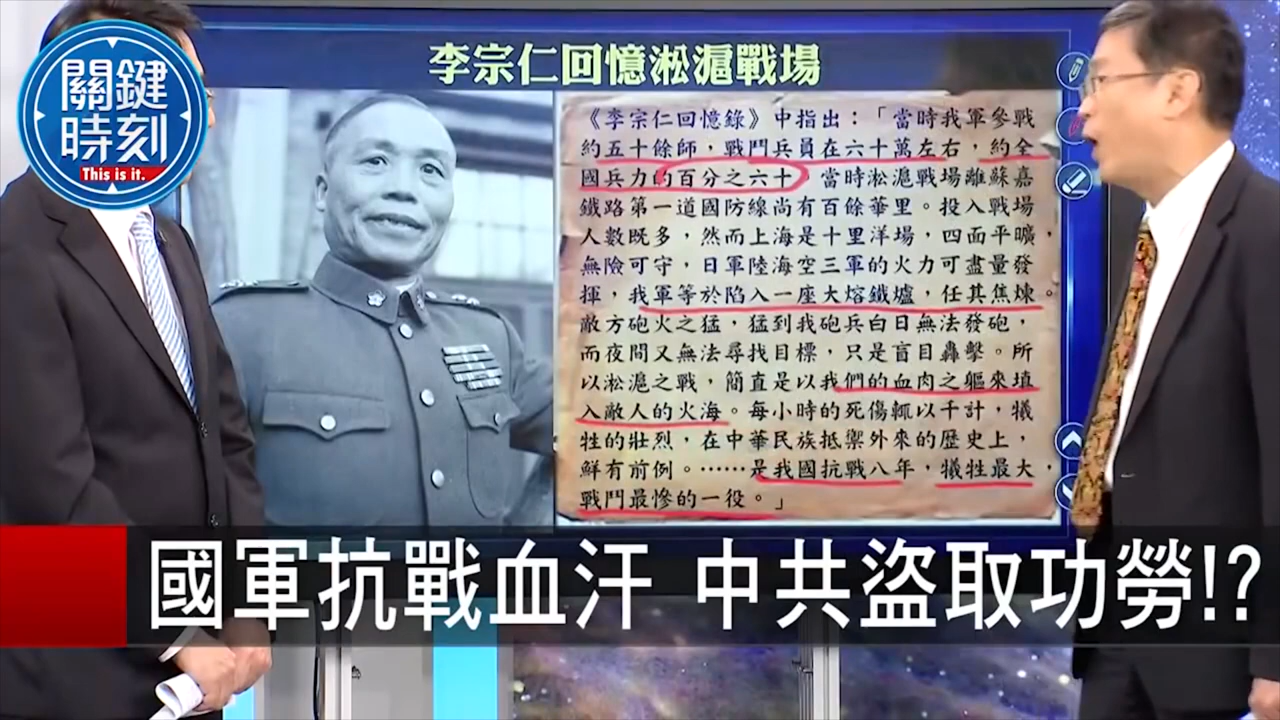 關鍵
時刻
This is it.
李宗仁回憶淞滬戰場
《李宗仁回憶錄》中指出：「當時我軍參戰
約五十餘師，戰鬥兵員在六十萬左右，約全
國兵力的百分之六十。當時淞滬戰場離蘇嘉
鐵路第一道國防線尚有百餘華里。投入戰場
人數既多，然而上海是十里洋場，四面平曠，
無險可守，日軍陸海空三軍的火力可盡量發
揮，我軍等於陷入一座大熔鐵爐，任其焦煉。
敵方砲火之猛，猛到我砲兵白日無法發砲，
而夜間又無法尋找目標，只是盲目轟擊。所
以淞滬之戰，簡直是以我們的血肉之軀來填
入敵人的火海。每小時的死傷輒以千計，犧
牲的壯烈，在中華民族抵禦外來的歷史上，
鮮有前例。……是我國抗戰八年，犧牲最大，
戰鬥最慘的一役。」
國軍抗戰血汗 中共盜取功勞!?